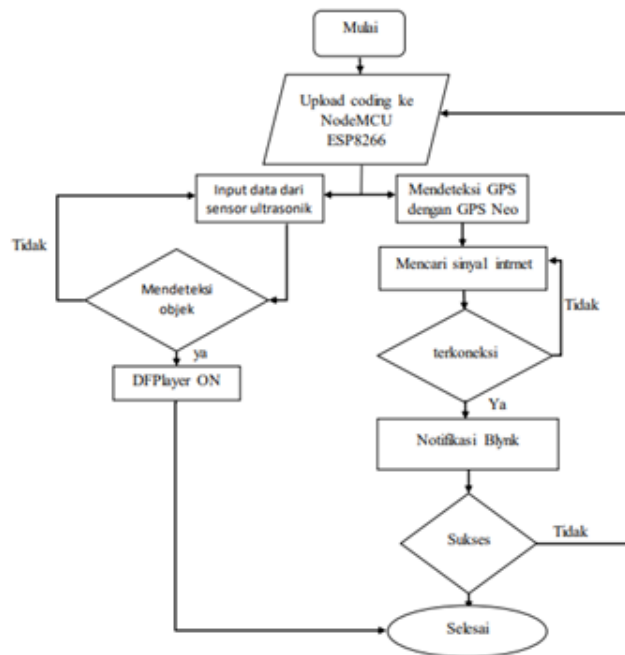 Mulai
Upload coding ke
NodeMCU
ESP8266
Input data dari
sensor ultrasonik
Mendeteksi GPS
dengan GPS Neo
Tidak
Mencari sinyal intrnet
Mendeteksi
objek
Tidak
terkoneksi
ya
DFPlayer ON
Ya
Notifikasi Blynk
Sukses
Tidak
Selesai